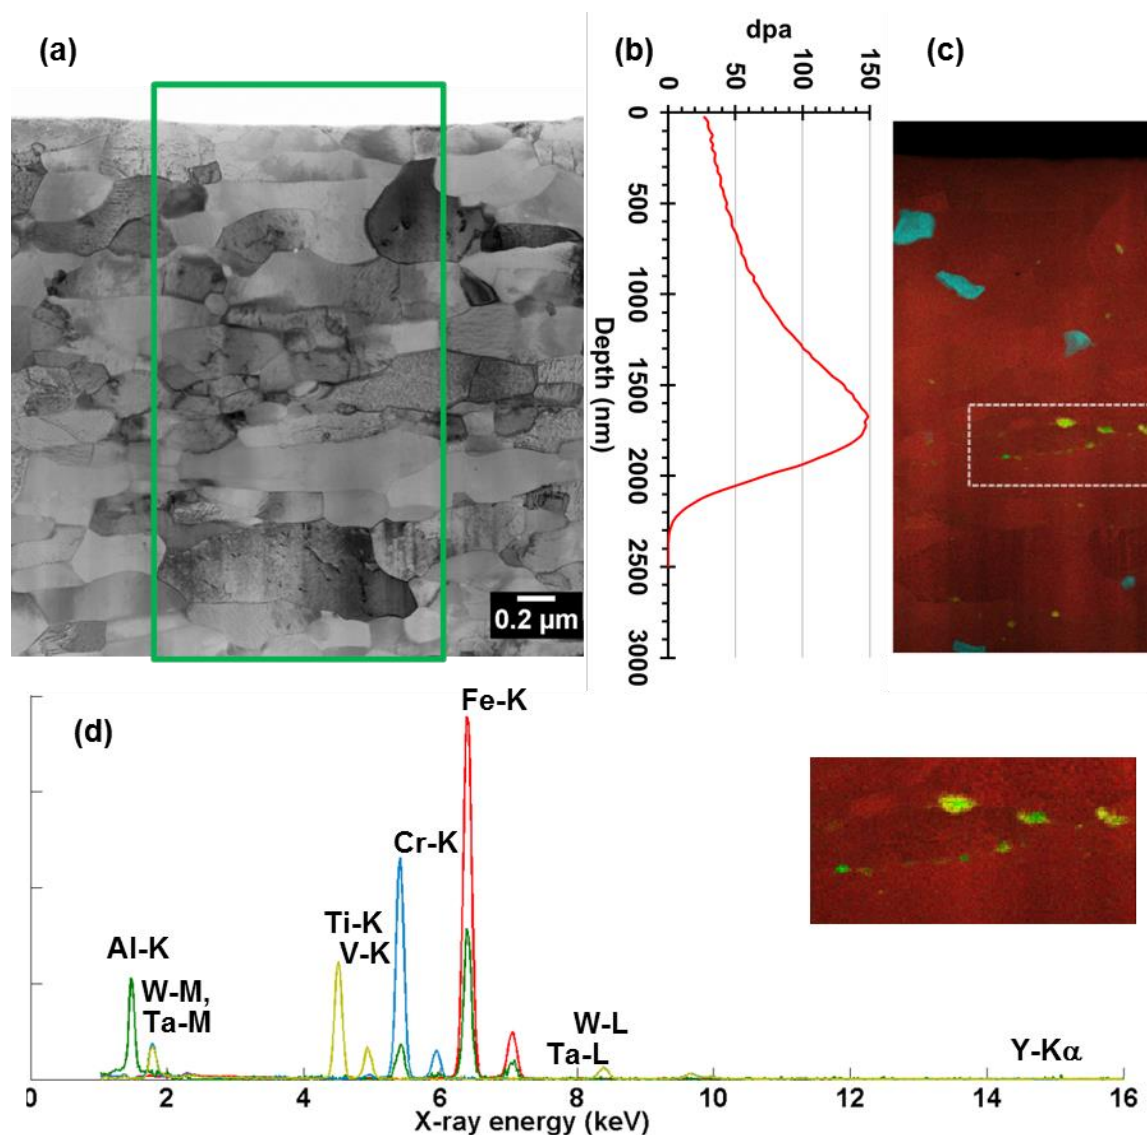 (a)
0.2 µm
(b)
dpa
0 50 100 150
0
500
1000
1500
2000
2500
3000
Depth (nm)
(c)
(d)
Fe-K
Cr-K
Ti-K
V-K
Al-K
W-M,
Ta-M
W-L
Ta-L
Y-Kα
0 2 4 6 8 10 12 14 16
X-ray energy (keV)